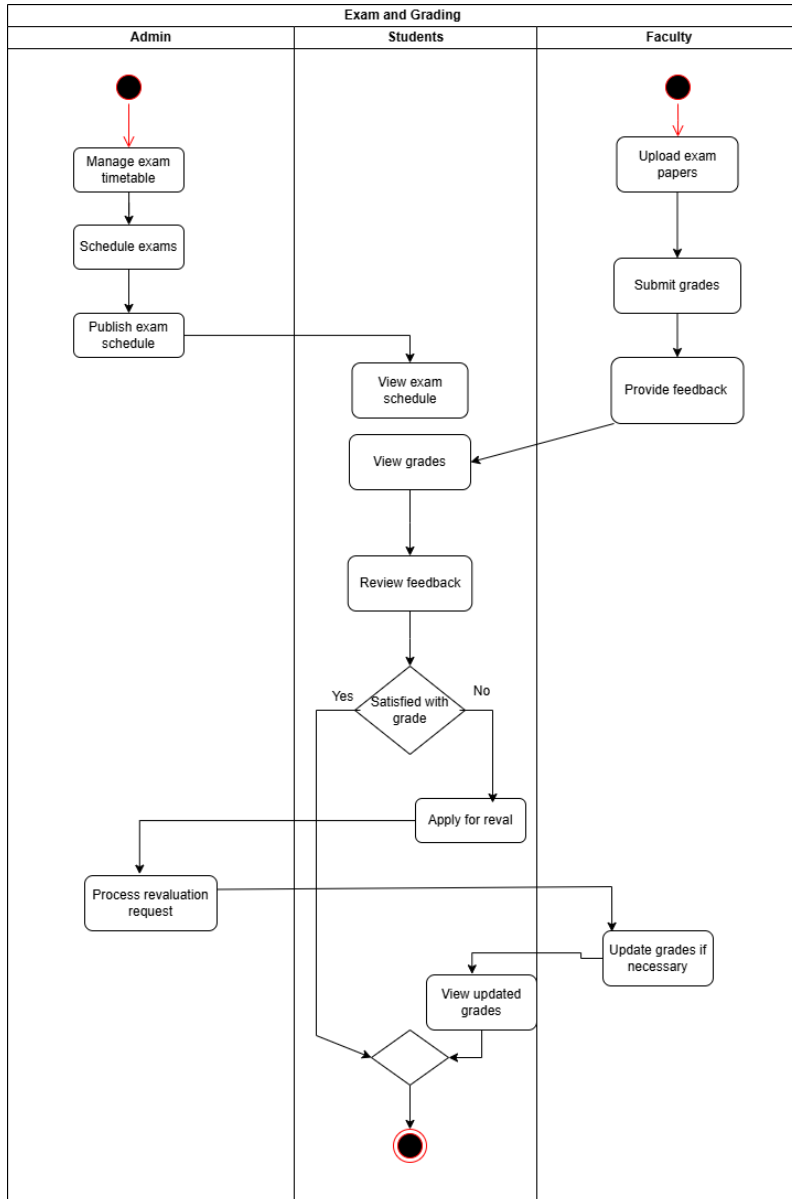 Exam and Grading
Admin
Students
Faculty
Manage exam
timetable
Upload exam
papers
Schedule exams
Submit grades
Publish exam
schedule
View exam
schedule
Provide feedback
View grades
Review feedback
Yes
No
Satisfied with
grade
Apply for reval
Process revaluation
request
Update grades if
necessary
View updated
grades